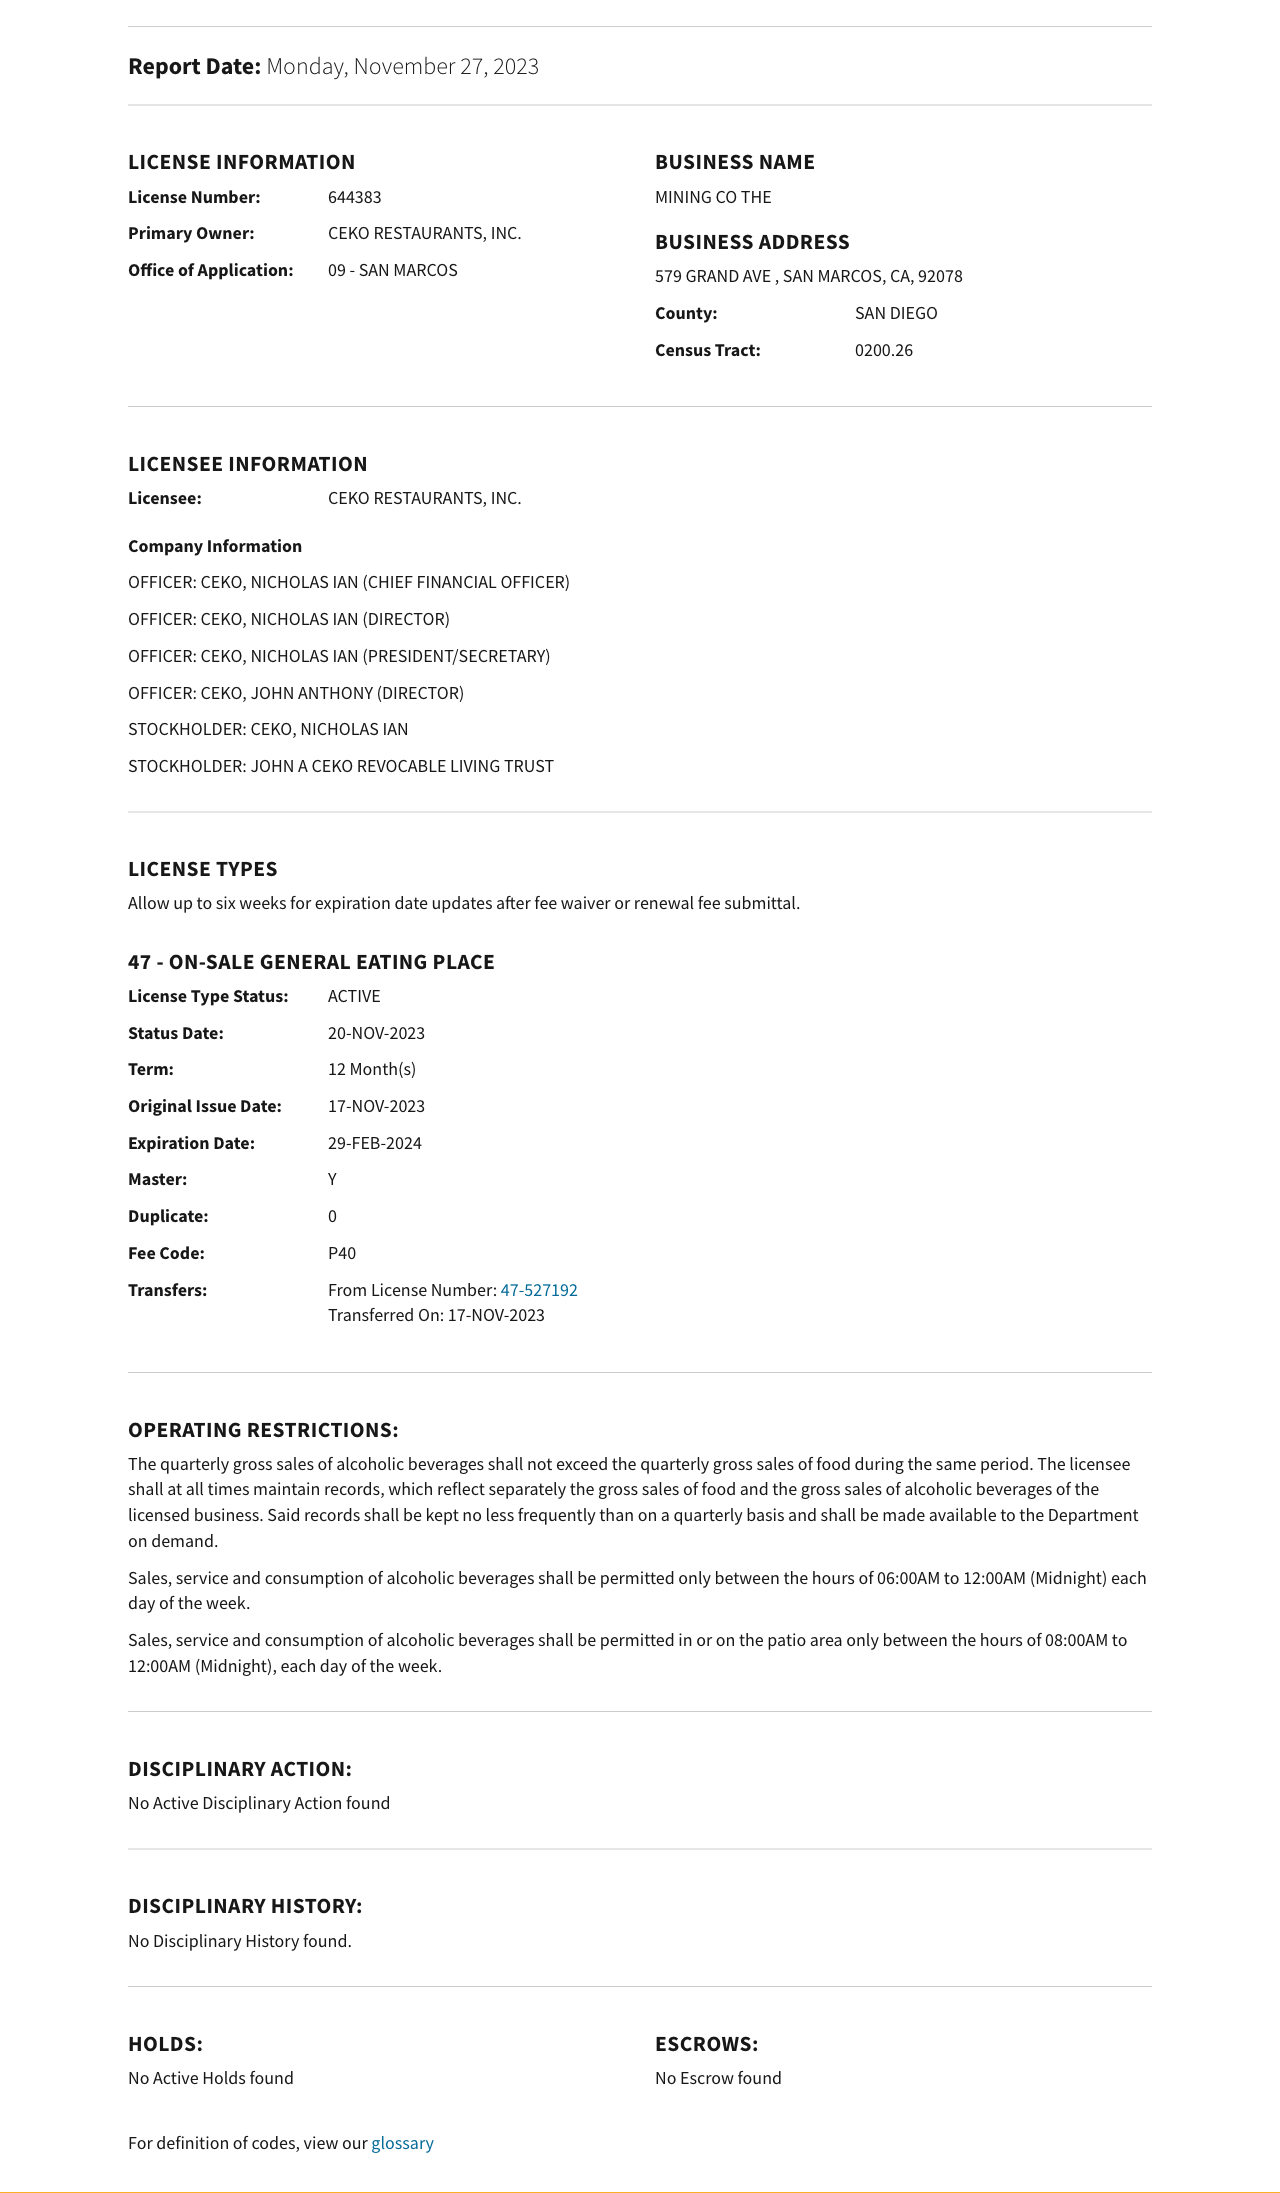 Report Date: Monday, November 27, 2023
LICENSE INFORMATION
License Number: 644383
Primary Owner: CEKO RESTAURANTS, INC.
Office of Application: 09 - SAN MARCOS
BUSINESS NAME
MINING CO THE
BUSINESS ADDRESS
579 GRAND AVE , SAN MARCOS, CA, 92078
County: SAN DIEGO
Census Tract: 0200.26
LICENSEE INFORMATION
Licensee: CEKO RESTAURANTS, INC.
Company Information
OFFICER: CEKO, NICHOLAS IAN (CHIEF FINANCIAL OFFICER)
OFFICER: CEKO, NICHOLAS IAN (DIRECTOR)
OFFICER: CEKO, NICHOLAS IAN (PRESIDENT/SECRETARY)
OFFICER: CEKO, JOHN ANTHONY (DIRECTOR)
STOCKHOLDER: CEKO, NICHOLAS IAN
STOCKHOLDER: JOHN A CEKO REVOCABLE LIVING TRUST
LICENSE TYPES
Allow up to six weeks for expiration date updates after fee waiver or renewal fee submittal.
47 - ON-SALE GENERAL EATING PLACE
License Type Status: ACTIVE
Status Date: 20-NOV-2023
Term: 12 Month(s)
Original Issue Date: 17-NOV-2023
Expiration Date: 29-FEB-2024
Master: Y
Duplicate: 0
Fee Code: P40
Transfers: From License Number: 47-527192
Transferred On: 17-NOV-2023
OPERATING RESTRICTIONS:
The quarterly gross sales of alcoholic beverages shall not exceed the quarterly gross sales of food during the same period. The licensee
shall at all times maintain records, which reflect separately the gross sales of food and the gross sales of alcoholic beverages of the
licensed business. Said records shall be kept no less frequently than on a quarterly basis and shall be made available to the Department
on demand.
Sales, service and consumption of alcoholic beverages shall be permitted only between the hours of 06:00AM to 12:00AM (Midnight) each
day of the week.
Sales, service and consumption of alcoholic beverages shall be permitted in or on the patio area only between the hours of 08:00AM to
12:00AM (Midnight), each day of the week.
DISCIPLINARY ACTION:
No Active Disciplinary Action found
DISCIPLINARY HISTORY:
No Disciplinary History found.
HOLDS:
No Active Holds found
ESCROWS:
No Escrow found
For definition of codes, view our glossary